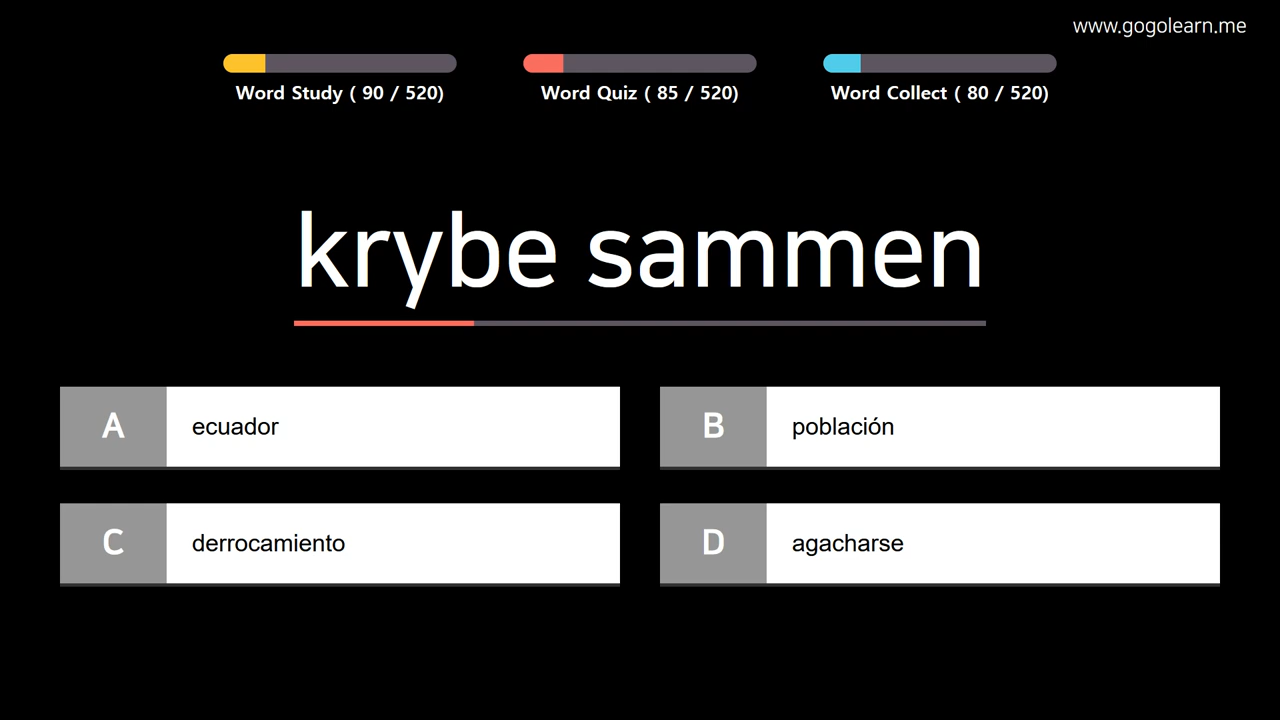 www.gogolearn.me
Word Study ( 90 / 520)
Word Quiz ( 85 / 520)
Word Collect ( 80 / 520)
krybe sammen
A ecuador
B población
C derrocamiento
D agacharse